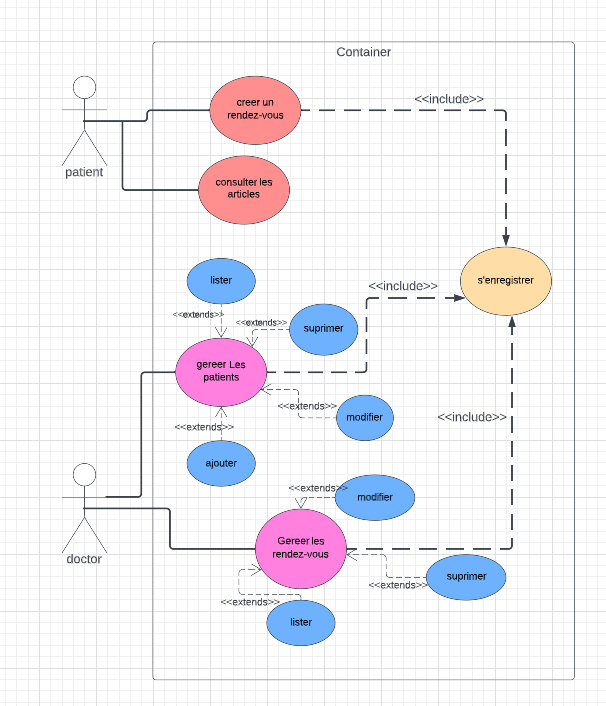 Container
creer un
rendez-vous
<<include>>
patient
consulter les
articles
lister
s'enregistrer
<<include>>
<<extends>>
<<extends>>
suprimer
gereer Les
patients
<<extends>>
modifier
<<include>>
<<extends>>
ajouter
<<extends>>
modifier
doctor
Gereer les
rendez-vous
suprimer
<<extends>>
<<extends>>
lister